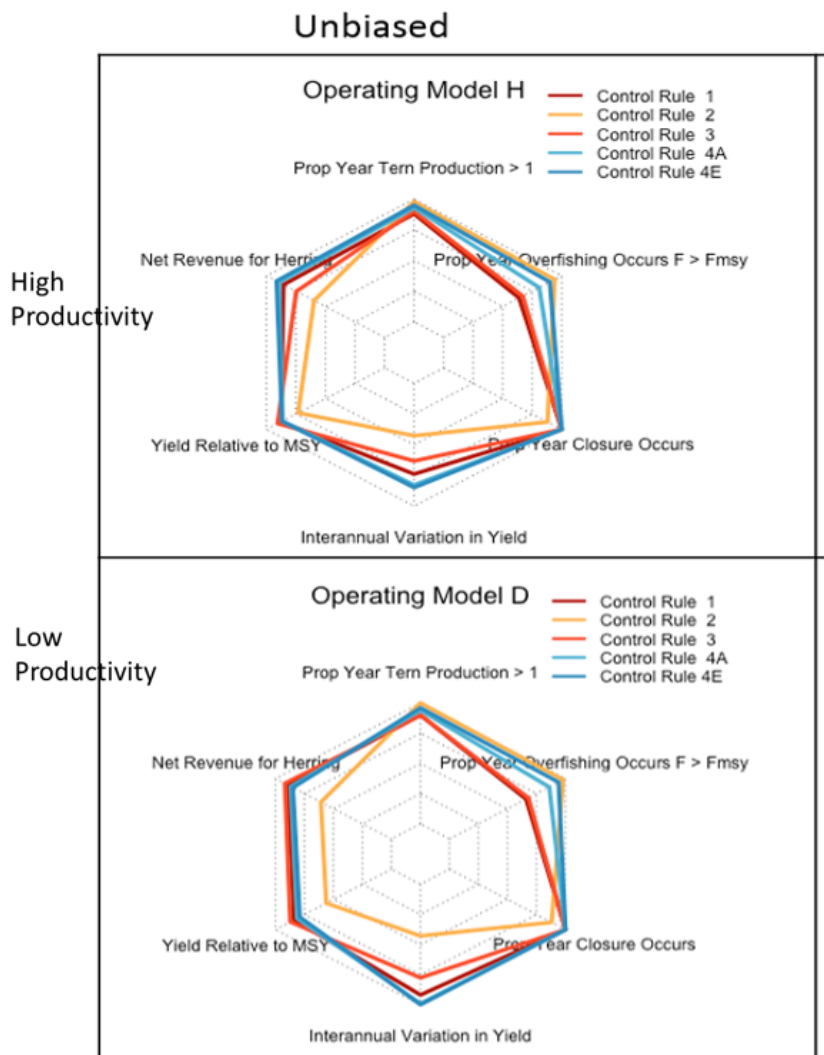 Unbiased
Operating Model H
Control Rule 1
Control Rule 2
Control Rule 3
Control Rule 4A
Control Rule 4E
Prop Year Tern Production > 1
Net Revenue for Herring
Prop Year Overfishing Occurs F > Fmsy
High
Productivity
Yield Relative to MSY
Prop Year Closure Occurs
Interannual Variation in Yield
Operating Model D
Control Rule 1
Control Rule 2
Control Rule 3
Control Rule 4A
Control Rule 4E
Low
Productivity
Prop Year Tern Production > 1
Net Revenue for Herring
Prop Year Overfishing Occurs F > Fmsy
Yield Relative to MSY
Prop Year Closure Occurs
Interannual Variation in Yield